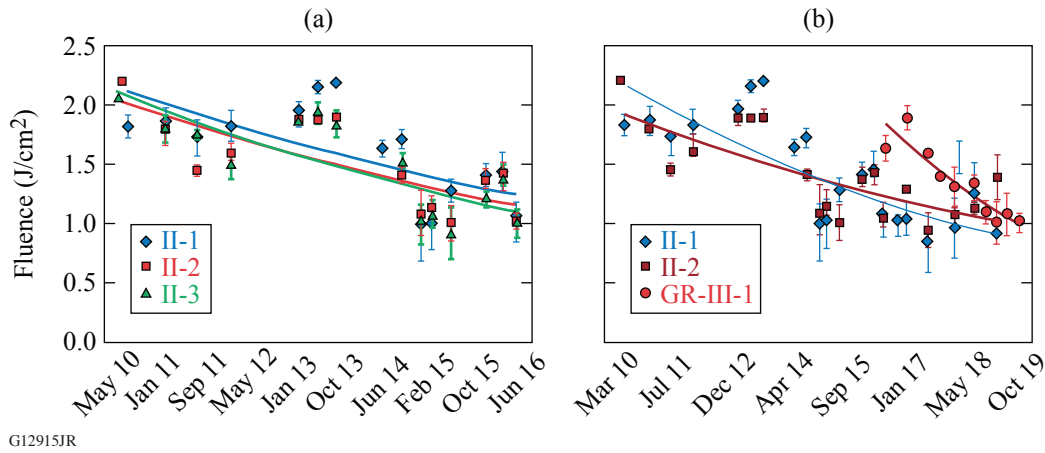 (a)
(b)
Fluence (J/cm2)
2.5
2.0
1.5
1.0
1.5
0.0
II-1
II-2
II-3
May 10
Jan 11
Sep 11
May 12
Jan 13
Oct 13
Jun 14
Feb 15
Oct 15
Jun 16
II-1
II-2
GR-III-1
Mar 10
Jul 11
Dec 12
Apr 14
Sep 15
Jan 17
May 18
Oct 19
G12915JR